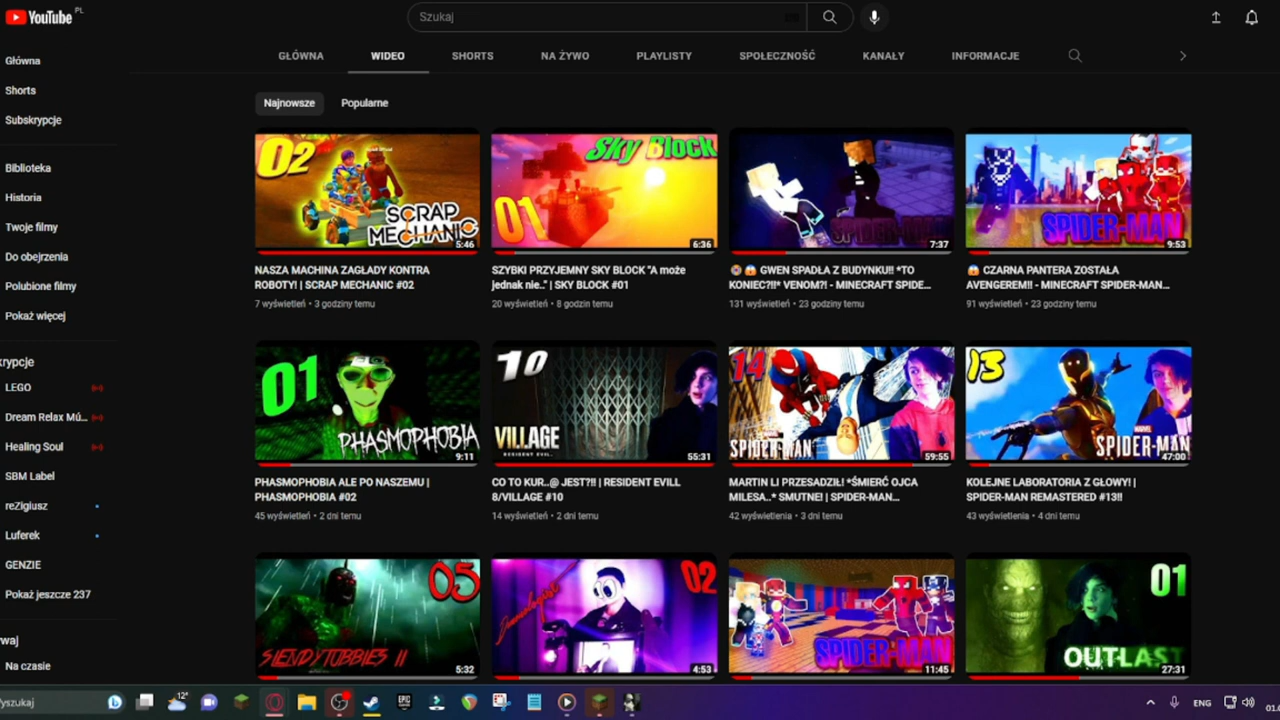 YouTube PL
Szukaj
Główna
Shorts
Subskrypcje
Biblioteka
Historia
Twoje filmy
Do obejrzenia
Polubione filmy
Pokaż więcej
krypcje
LEGO
Dream Relax Mú...
Healing Soul
SBM Label
reZigiusz
Luferek
GENZIE
Pokaż jeszcze 237
waj
Na czasie
GŁÓWNA WIDEO SHORTS NA ŻYWO PLAYLISTY SPOŁECZNOŚĆ KANAŁY INFORMACJE
Najnowsze Popularne
02
SCRAP
MECHANIC
5:46
NASZA MACHINA ZAGŁADY KONTRA
ROBOTY! | SCRAP MECHANIC #02
7 wyświetleń • 3 godziny temu
Sky Block
01
6:36
SZYBKI PRZYJEMNY SKY BLOCK "A może
jednak nie.." | SKY BLOCK #01
20 wyświetleń • 8 godzin temu
SPIDER-MAN
7:37
GWEN SPADŁA Z BUDYNKU!! *TO
KONIEC?!!* VENOM?! - MINECRAFT SPIDE...
131 wyświetleń • 23 godziny temu
SPIDER-MAN
9:53
CZARNA PANTERA ZOSTAŁA
AVENGEREM!! - MINECRAFT SPIDER-MAN...
91 wyświetleń • 23 godziny temu
01
PHASMOPHOBIA
9:11
PHASMOPHOBIA ALE PO NASZEMU |
PHASMOPHOBIA #02
45 wyświetleń • 2 dni temu
10
VILLAGE
RESIDENT EVIL
55:31
CO TO KUR..@ JEST?!! | RESIDENT EVILL
8/VILLAGE #10
14 wyświetleń • 2 dni temu
14
MARVEL
SPIDER-MAN
59:55
MARTIN LI PRZESADZIŁ! *ŚMIERĆ OJCA
MILESA..* SMUTNE! | SPIDER-MAN...
42 wyświetlenia • 3 dni temu
13
MARVEL
SPIDER-MAN
47:00
KOLEJNE LABORATORIA Z GŁOWY! |
SPIDER-MAN REMASTERED #13!!
43 wyświetlenia • 4 dni temu
05
SLENDYTUBBIES II
5:32
02
4:53
SPIDER-MAN
11:45
01
OUTLAST
27:31
yszukaj
12°
EPIC
ENG